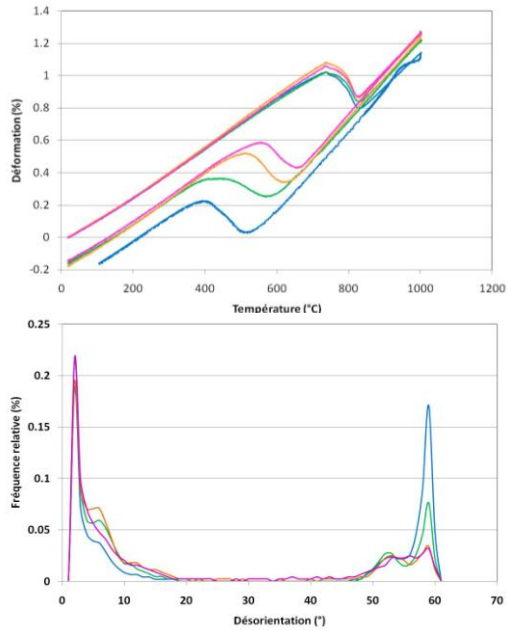 1.4
1.2
1
0.8
0.6
0.4
0.2
0
-0.2
Déformation (%)
0 200 400 600 800 1000 1200
Température (°C)
0.25
0.2
0.15
0.1
0.05
0
Fréquence relative (%)
0 10 20 30 40 50 60 70
Désorientation (°)